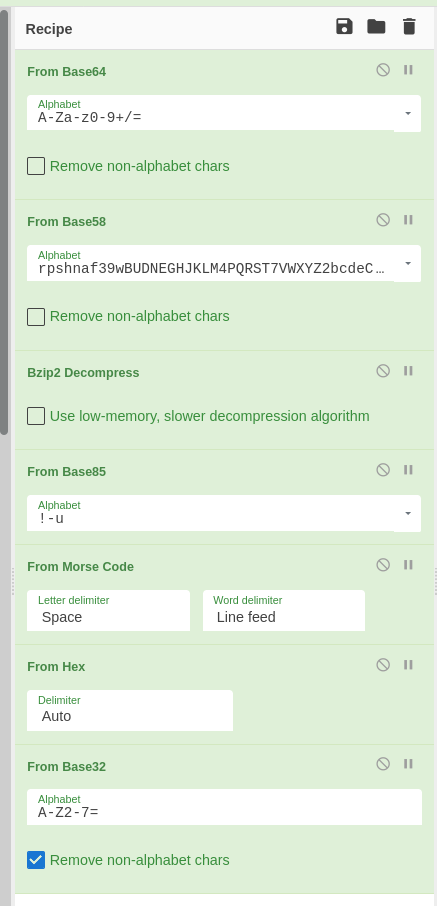 Recipe
From Base64
Alphabet
A-Za-z0-9+/=
Remove non-alphabet chars
From Base58
Alphabet
rpshnaf39wBUDNEGHJKLM4PQRST7VWXYZ2bcdeC…
Remove non-alphabet chars
Bzip2 Decompress
Use low-memory, slower decompression algorithm
From Base85
Alphabet
!-u
From Morse Code
Letter delimiter Word delimiter
Space Line feed
From Hex
Delimiter
Auto
From Base32
Alphabet
A-Z2-7=
Remove non-alphabet chars